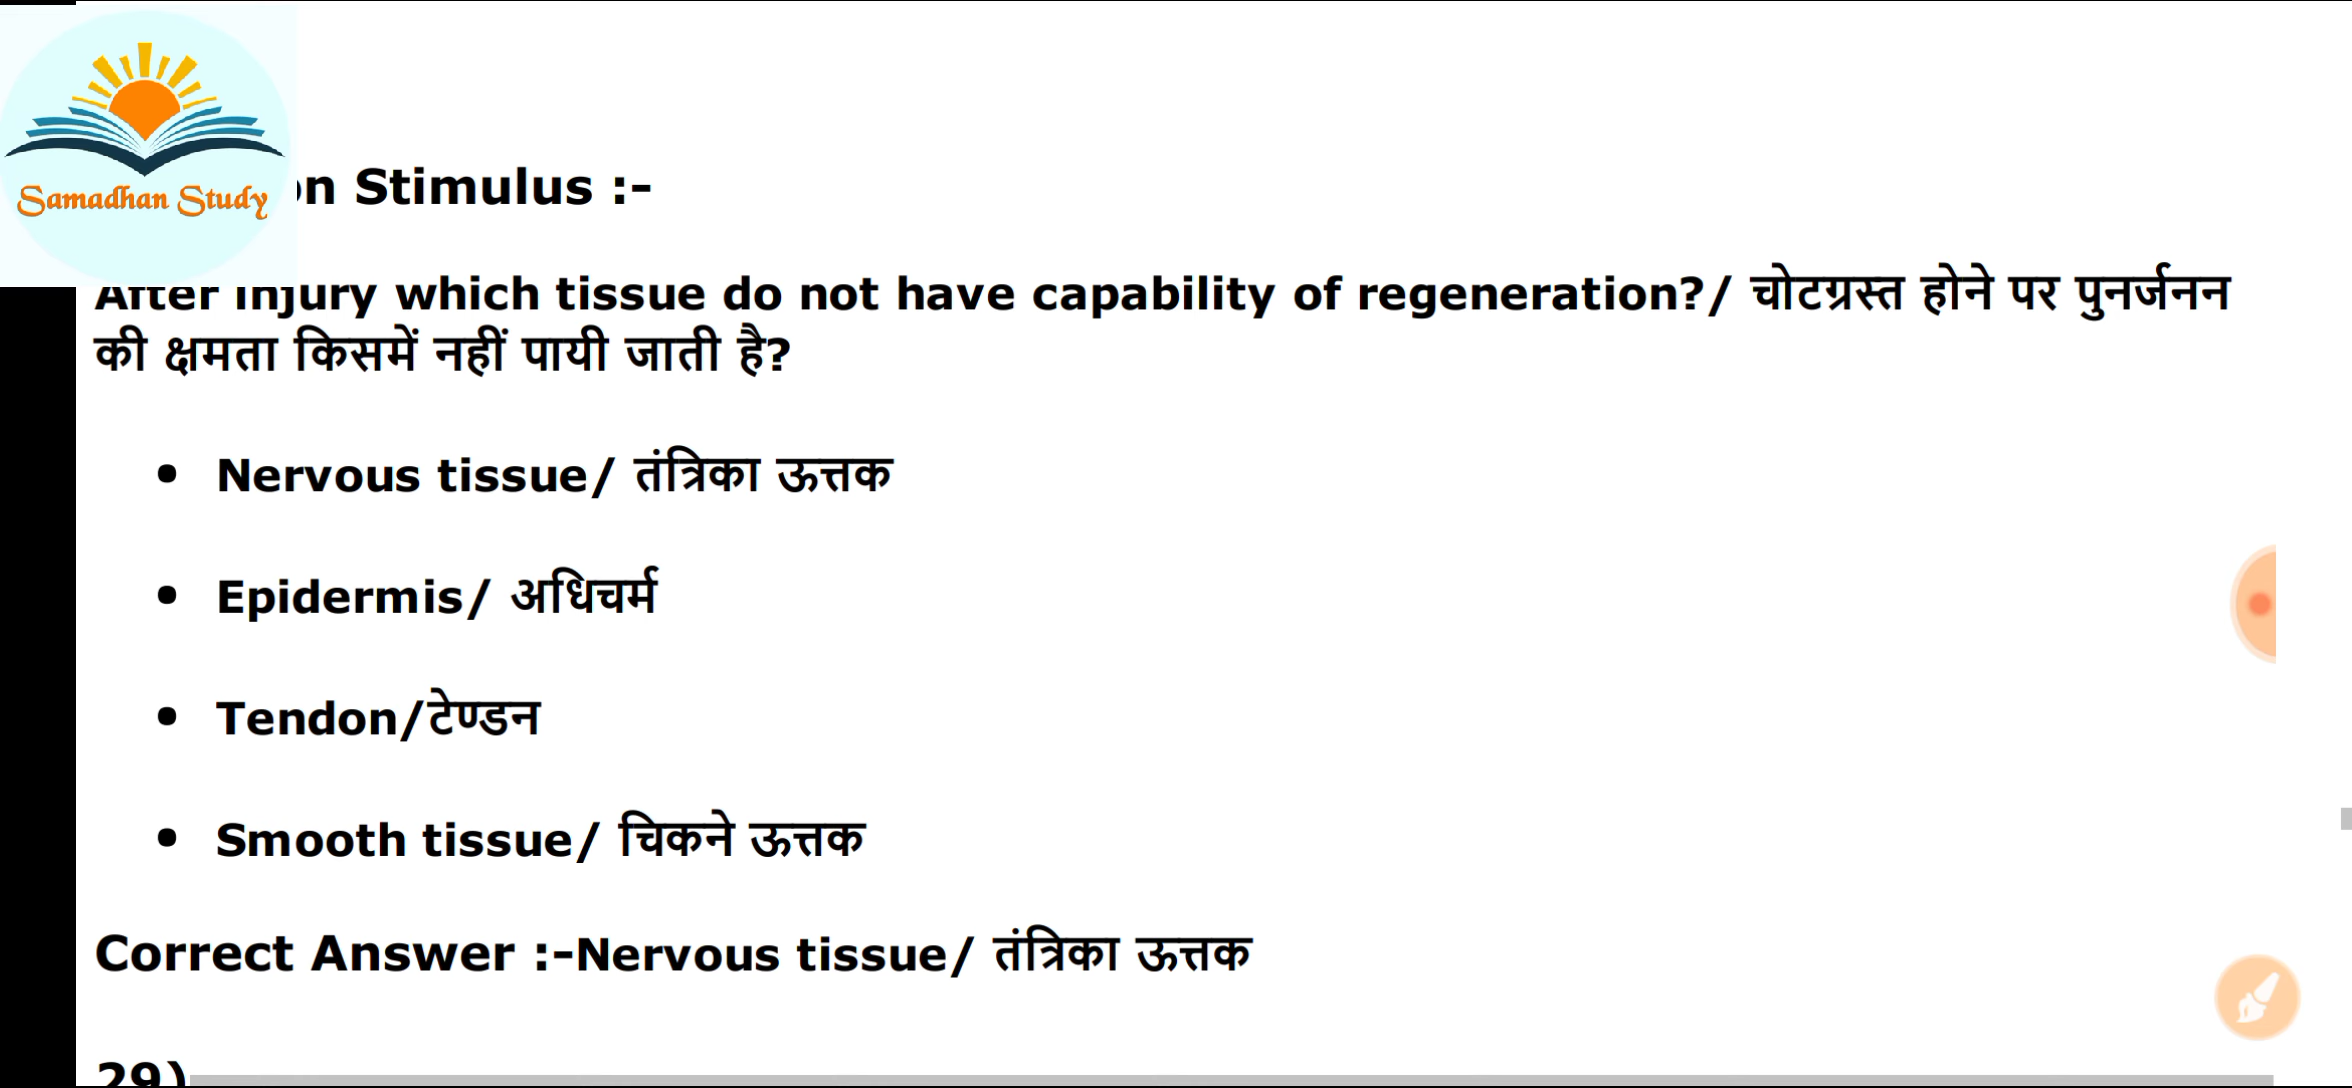 Samadhan Study
n Stimulus :-
After injury which tissue do not have capability of regeneration?/ चोटग्रस्त होने पर पुनर्जनन
की क्षमता किसमें नहीं पायी जाती है?
• Nervous tissue/ तंत्रिका ऊत्तक
• Epidermis/ अधिचर्म
• Tendon/टेण्डन
• Smooth tissue/ चिकने ऊत्तक
Correct Answer :-Nervous tissue/ तंत्रिका ऊत्तक
29)